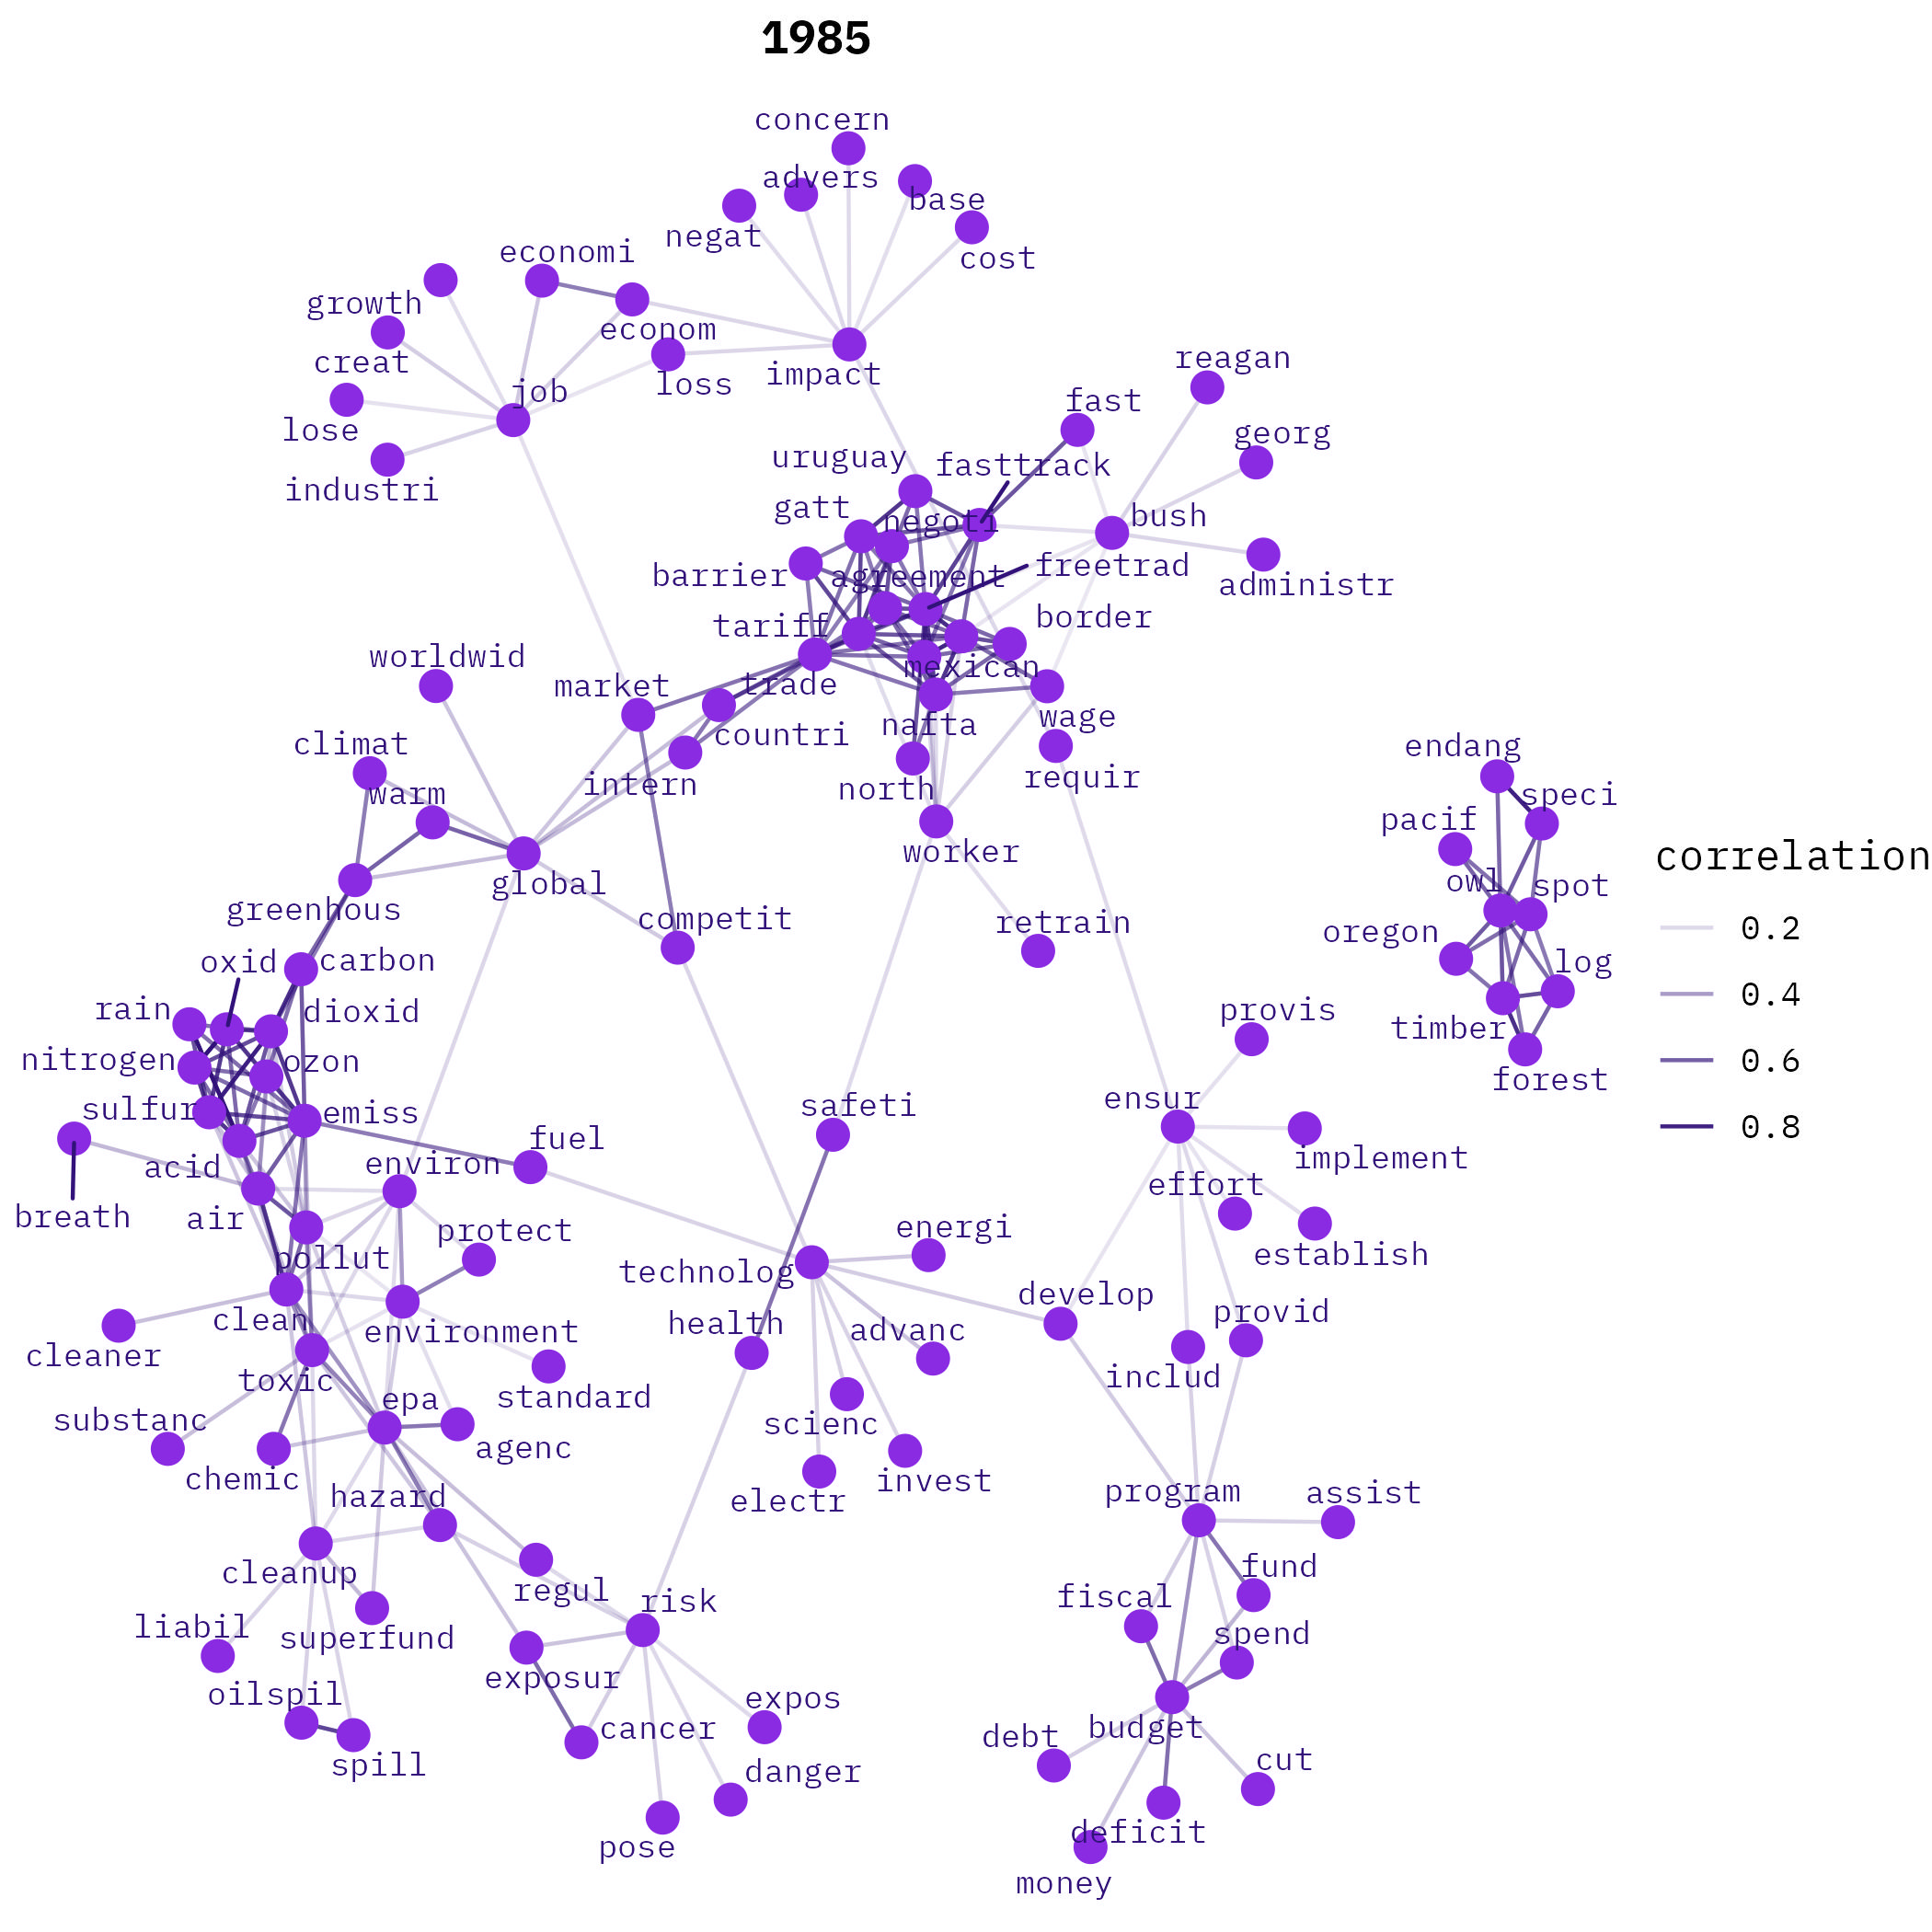 1985
concern
advers
base
negat
cost
economi
growth
econom
creat
loss
impact
job
lose
industri
reagan
fast
georg
uruguay
fasttrack
gatt
negoti
bush
barrier
agreement
freetrad
administr
tariff
border
worldwid
market
trade
mexican
climat
countri
nafta
wage
warm
intern
north
requir
global
worker
greenhous
competit
retrain
endang
speci
pacif
owl
spot
oregon
log
timber
forest
correlation
0.2
0.4
0.6
0.8
oxid
carbon
rain
dioxid
nitrogen
ozon
sulfur
emiss
breath
acid
air
environ
fuel
safeti
provis
ensur
implement
effort
establish
pollut
protect
technolog
energi
develop
provid
clean
environment
health
advanc
includ
cleaner
toxic
standard
substanc
epa
agenc
scienc
chemic
invest
hazard
electr
program
assist
cleanup
regul
risk
fund
fiscal
liabil
superfund
spend
exposur
oilspil
expos
cancer
debt
budget
spill
danger
cut
pose
deficit
money